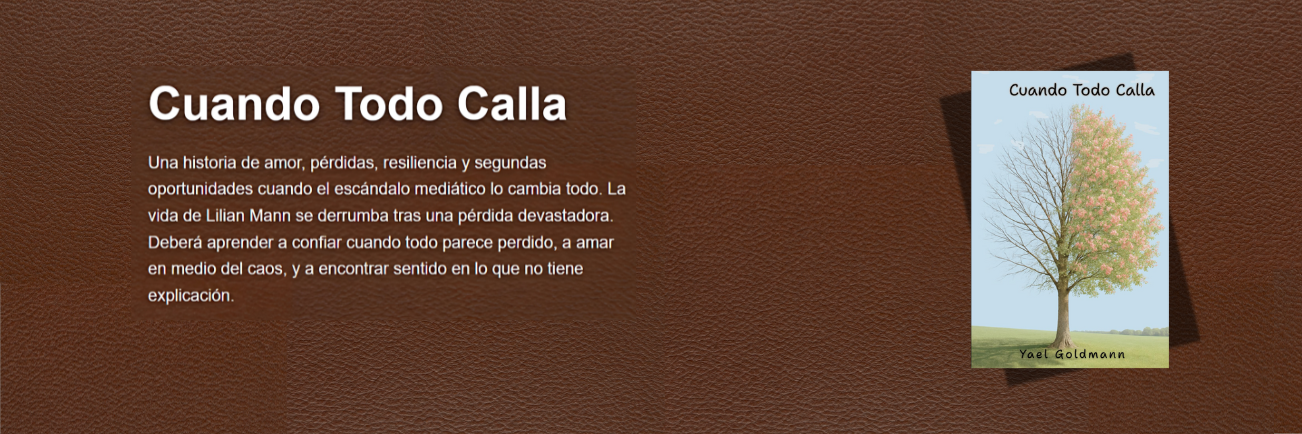 Cuando Todo Calla
Una historia de amor, pérdidas, resiliencia y segundas
oportunidades cuando el escándalo mediático lo cambia todo. La
vida de Lilian Mann se derrumba tras una pérdida devastadora.
Deberá aprender a confiar cuando todo parece perdido, a amar
en medio del caos, y a encontrar sentido en lo que no tiene
explicación.
Cuando Todo Calla
Yael Goldmann